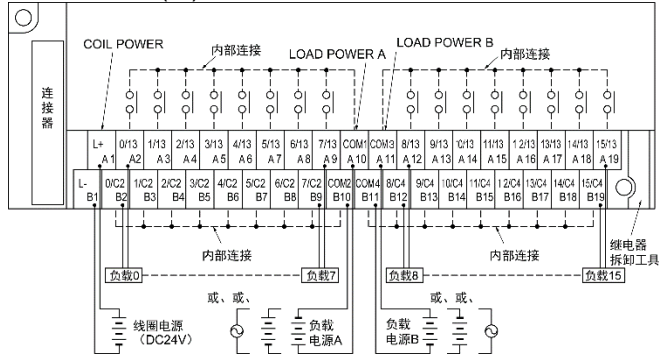 COIL POWER
内部连接
LOAD POWER A
LOAD POWER B
内部连接
连接器
L+ 0/13 1/13 2/13 3/13 4/13 5/13 6/13 7/13 COM1 COM3 8/13 9/13 10/13 11/13 12/13 13/13 14/13 15/13
A1 A2 A3 A4 A5 A6 A7 A8 A9 A10 A11 A12 A13 A14 A15 A16 A17 A18 A19
L- 0/C2 1/C2 2/C2 3/C2 4/C2 5/C2 6/C2 7/C2 COM2 COM4 8/C4 9/C4 10/C4 11/C4 12/C4 13/C4 14/C4 15/C4
B1 B2 B3 B4 B5 B6 B7 B8 B9 B10 B11 B12 B13 B14 B15 B16 B17 B18 B19
内部连接
内部连接
继电器
拆卸工具
负载0
负载7
负载8
负载15
或、或、
或、或、
线圈电源
（DC24V）
负载
电源A
负载
电源B